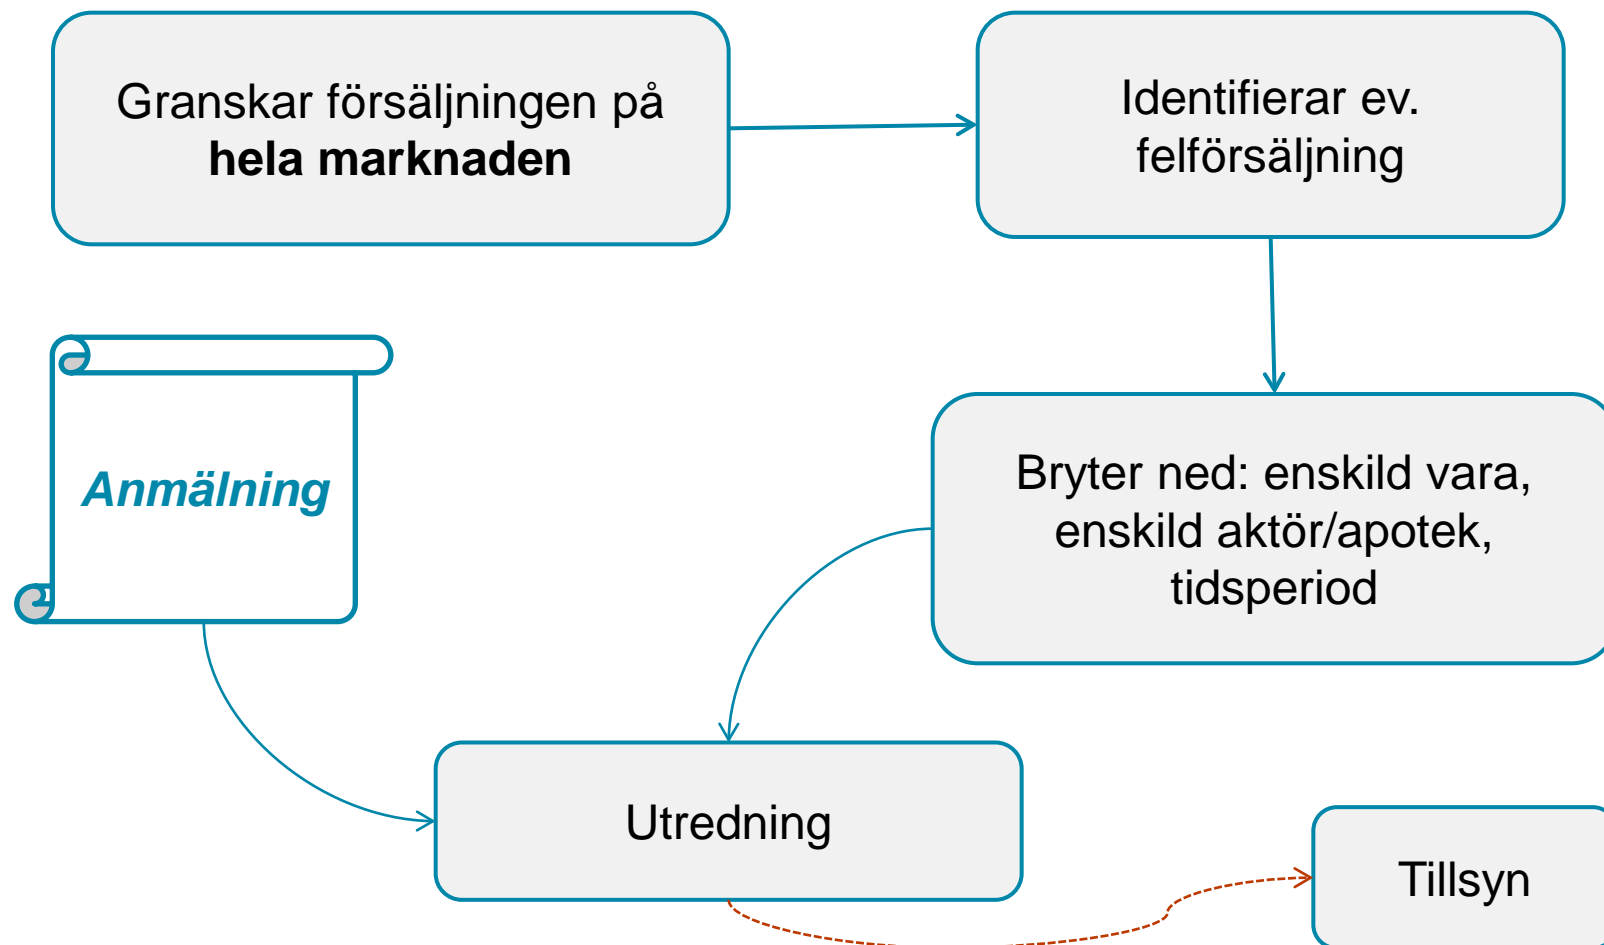 Granskar försäljningen på
hela marknaden
Identifierar ev.
felförsäljning
Anmälning
Bryter ned: enskild vara,
enskild aktör/apotek,
tidsperiod
Utredning
Tillsyn